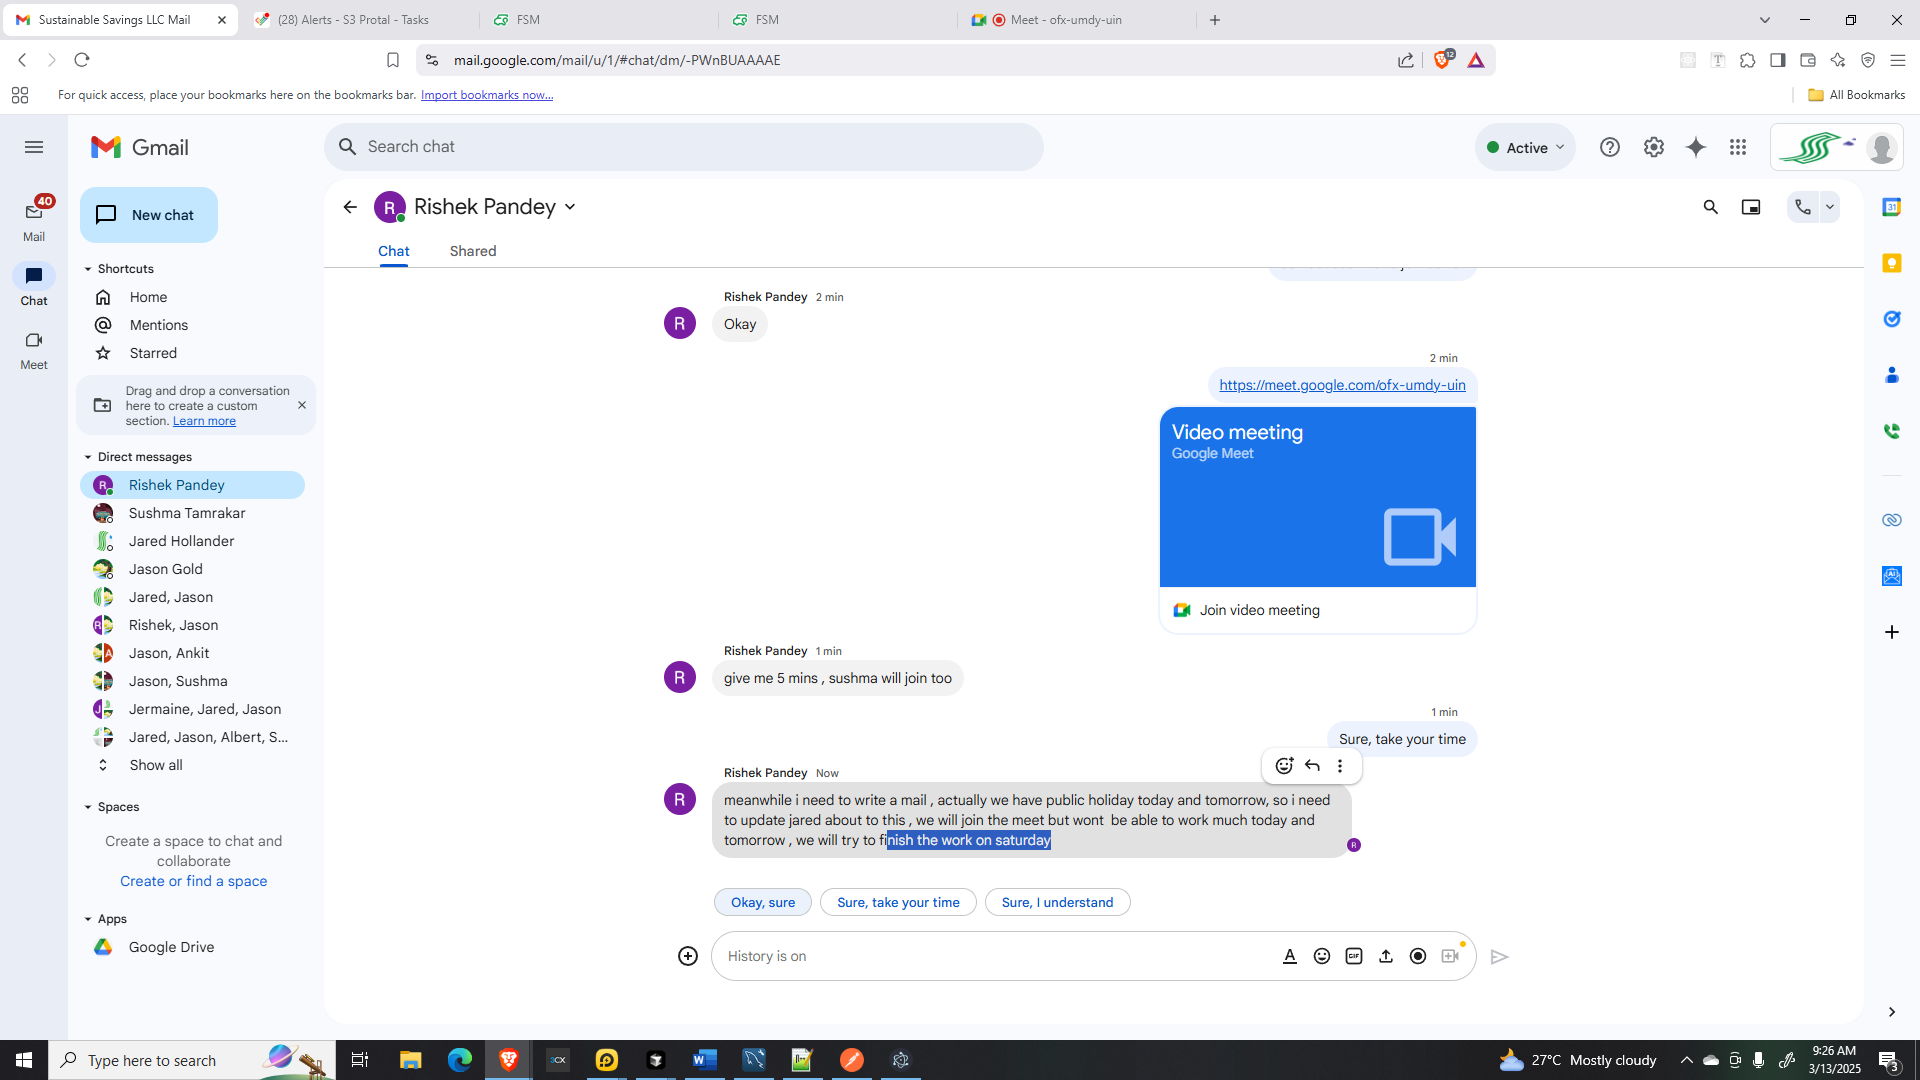 Sustainable Savings LLC Mail
(28) Alerts - S3 Protal - Tasks
FSM
FSM
Meet - ofx-umdy-uin
mail.google.com/mail/u/1/#chat/dm/-PWnBUAAAAE
12
For quick access, place your bookmarks here on the bookmarks bar. Import bookmarks now...
All Bookmarks
Gmail
Search chat
Active
40
Mail
Chat
Meet
New chat
Shortcuts
Home
Mentions
Starred
Drag and drop a conversation
here to create a custom
section. Learn more
Direct messages
R
Rishek Pandey
Sushma Tamrakar
Jared Hollander
Jason Gold
Jared, Jason
Rishek, Jason
Jason, Ankit
Jason, Sushma
Jermaine, Jared, Jason
Jared, Jason, Albert, S...
Show all
Spaces
Create a space to chat and
collaborate
Create or find a space
Apps
Google Drive
R
Rishek Pandey
Chat
Shared
Rishek Pandey 2 min
R
Okay
2 min
https://meet.google.com/ofx-umdy-uin
Video meeting
Google Meet
Join video meeting
Rishek Pandey 1 min
R
give me 5 mins , sushma will join too
1 min
Sure, take your time
Rishek Pandey Now
R
meanwhile i need to write a mail , actually we have public holiday today and tomorrow, so i need
to update jared about to this , we will join the meet but wont be able to work much today and
tomorrow , we will try to finish the work on saturday
R
Okay, sure
Sure, take your time
Sure, I understand
History is on
GIF
31
Type here to search
27°C Mostly cloudy
9:26 AM
3/13/2025
3